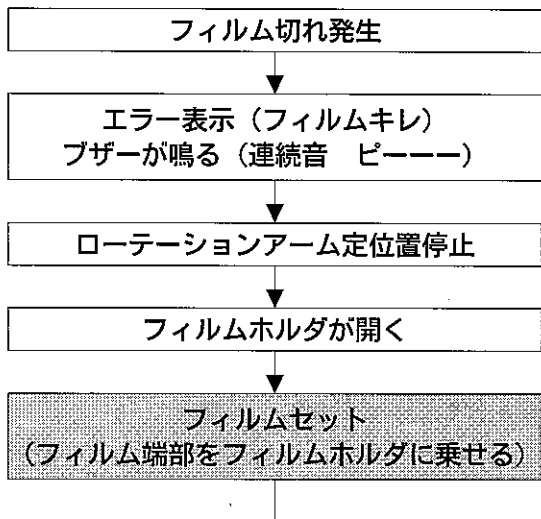 フィルム切れ発生
エラー表示（フィルムキレ）
ブザーが鳴る（連続音　ピーーー）
ローテーションアーム定位置停止
フィルムホルダが開く
フィルムセット
（フィルム端部をフィルムホルダに乗せる）